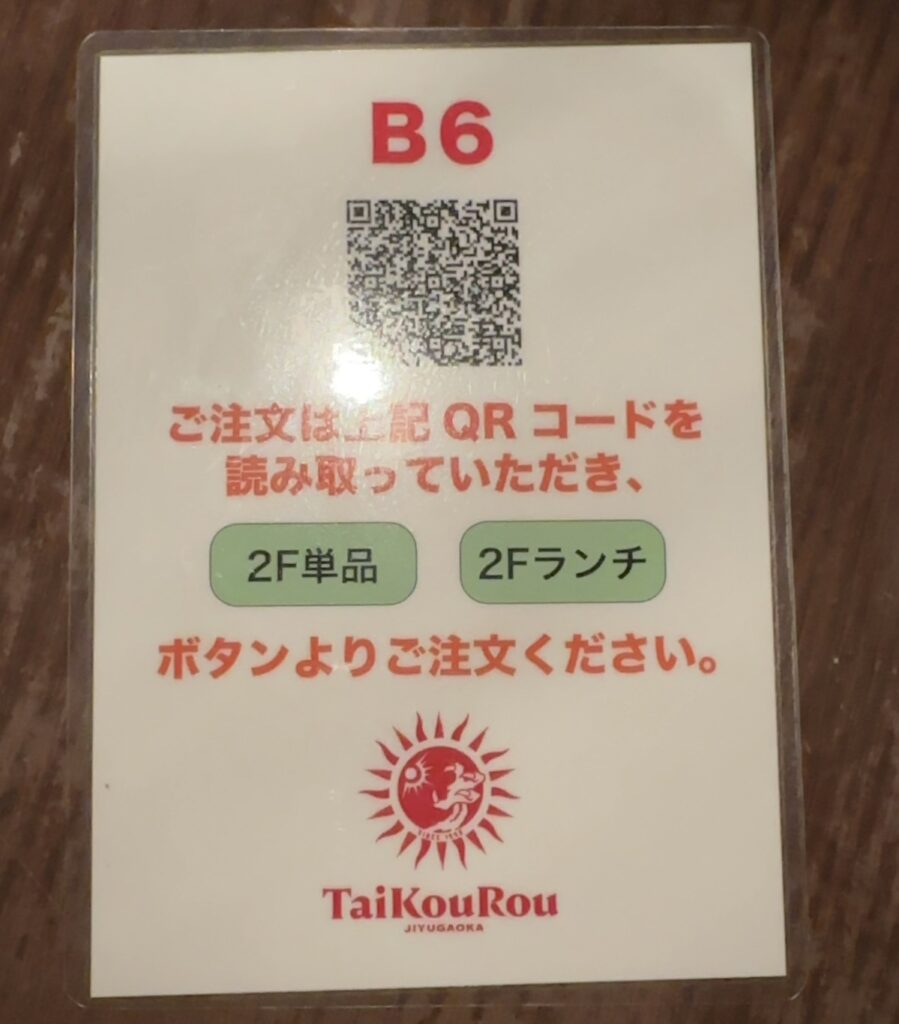 B6
ご注文は上記 QR コードを
読み取っていただき、
2F単品 2Fランチ
ボタンよりご注文ください。
TaiKouRou
JIYUGAOKA